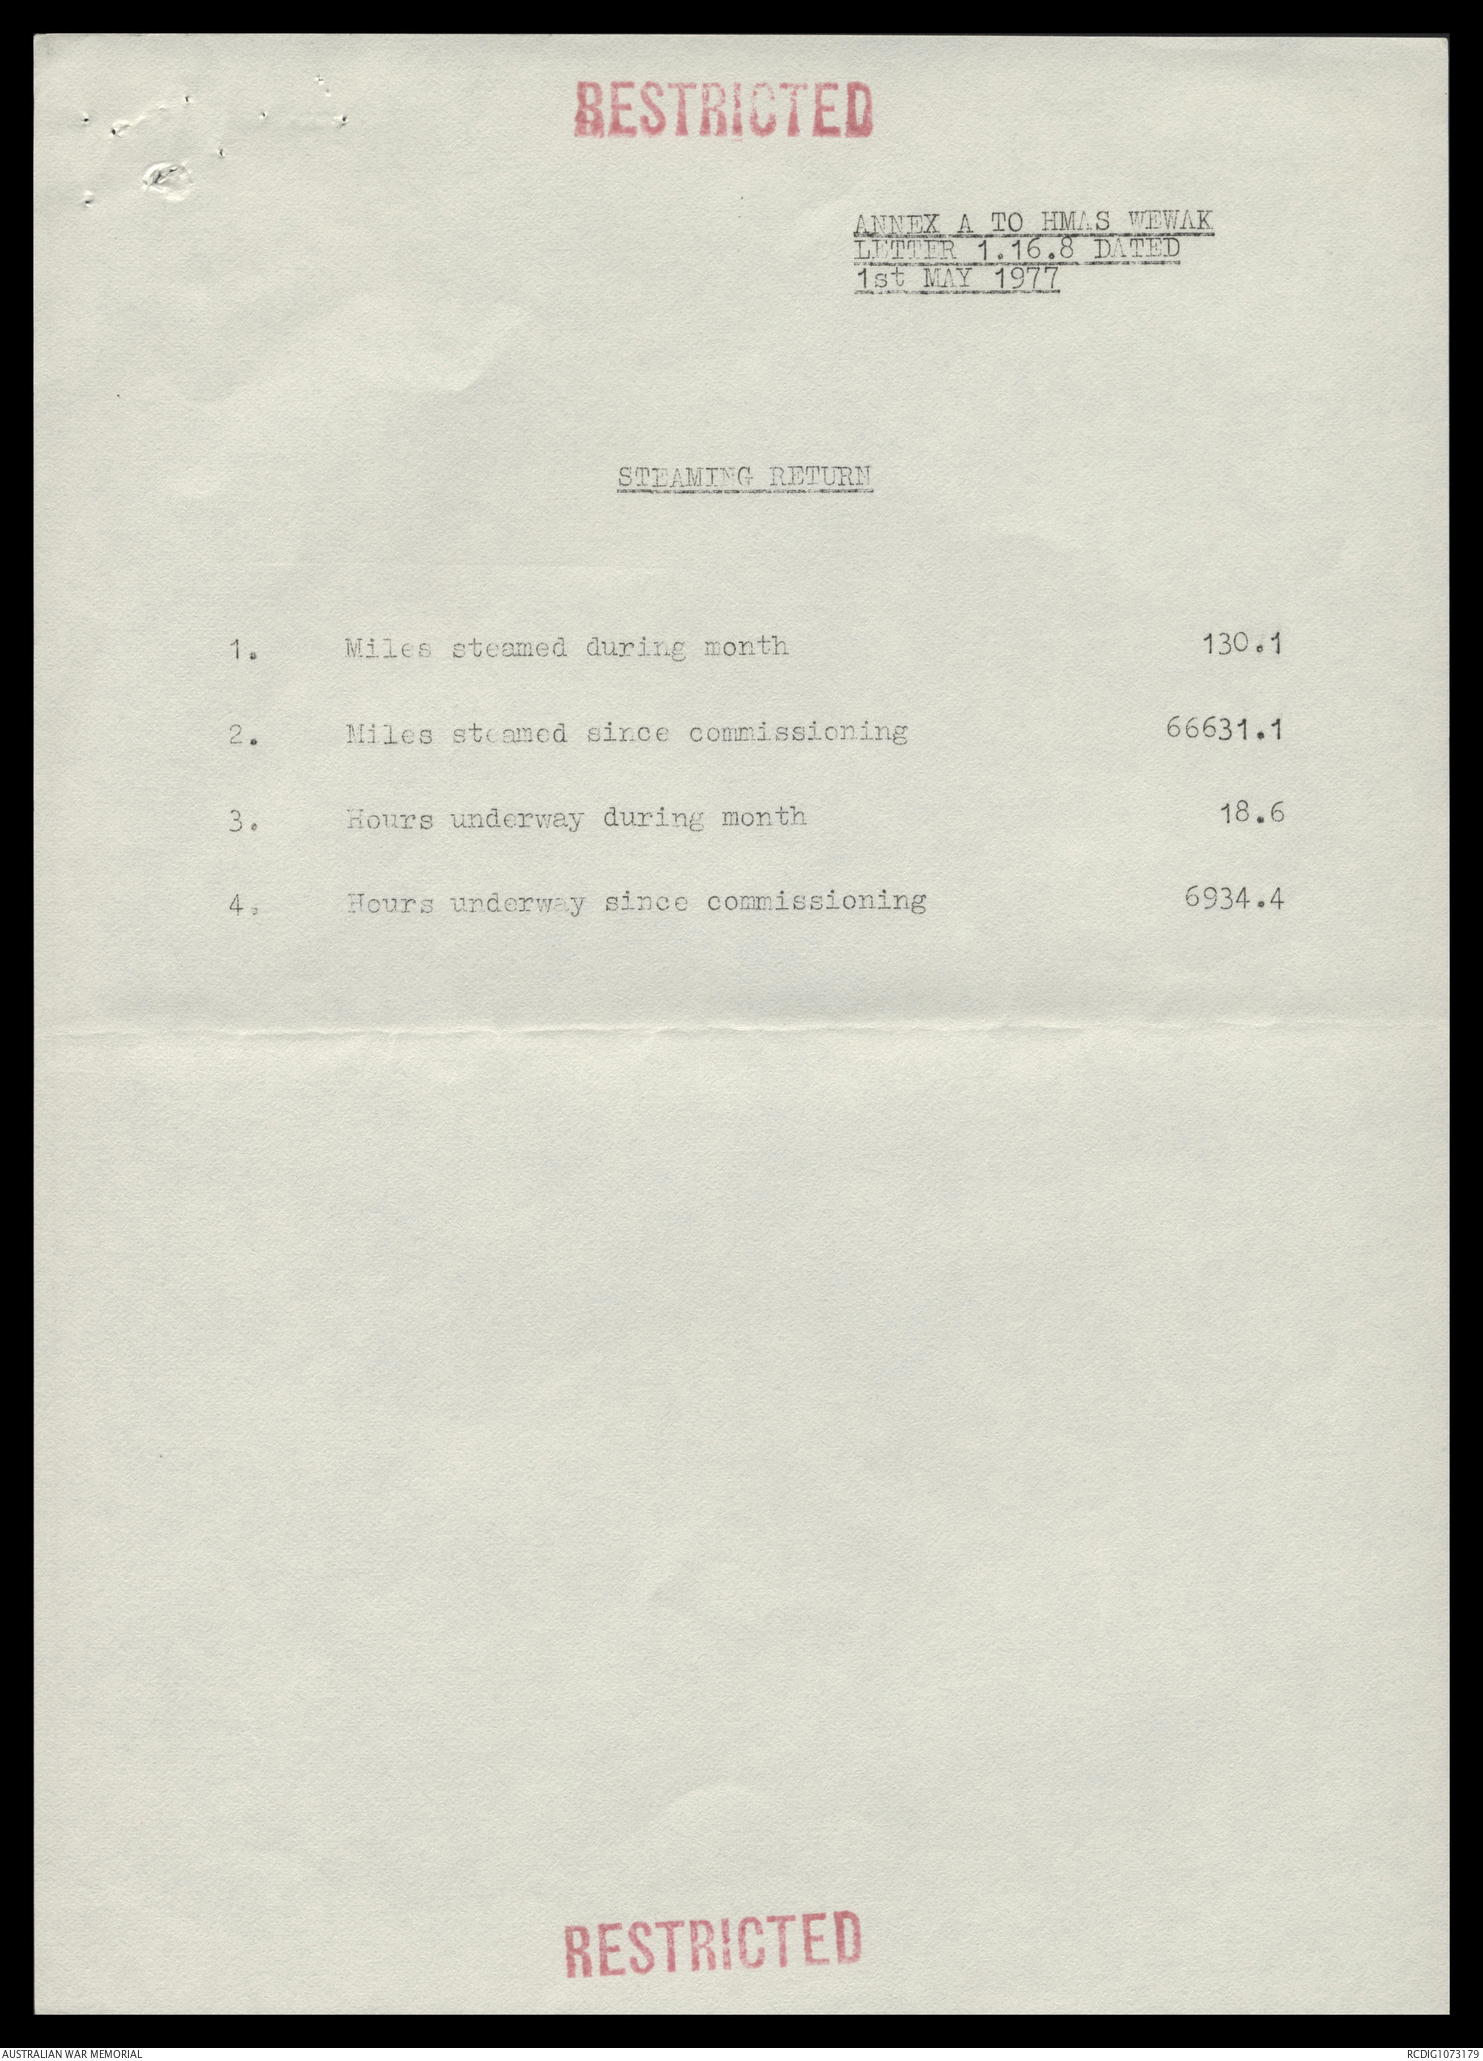 RESTRICTED
ANNEX A TO HMAS WEWAK
LETTER 1.16.8 DATED
1st MAY 1977
STEAMING RETURN
1. Miles steamed during month 130.1
2. Miles steamed since commissioning 66631.1
3. Hours underway during month 18.6
4. Hours underway since commissioning 6934.4
RESTRICTED
AUSTRALIAN WAR MEMORIAL RCDIG1073179